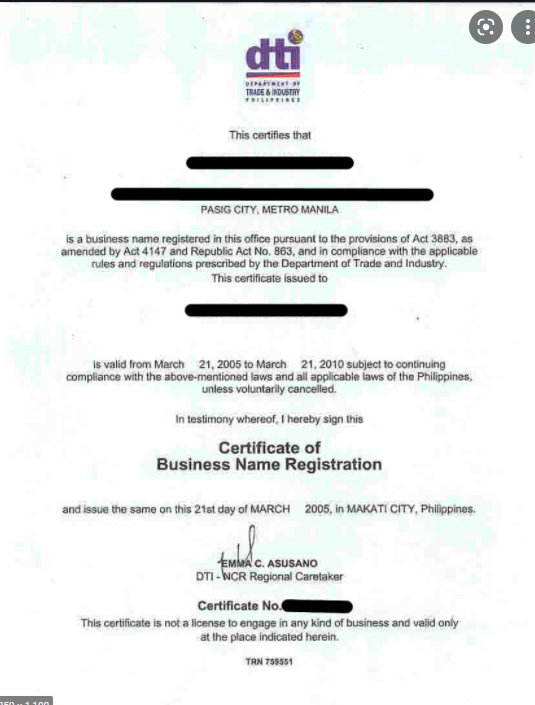 dti
DEPARTMENT OF
TRADE & INDUSTRY
PHILIPPINES
This certifies that
PASIG CITY, METRO MANILA
is a business name registered in this office pursuant to the provisions of Act 3883, as
amended by Act 4147 and Republic Act No. 863, and in compliance with the applicable
rules and regulations prescribed by the Department of Trade and Industry.
This certificate issued to
is valid from March 21, 2005 to March 21, 2010 subject to continuing
compliance with the above-mentioned laws and all applicable laws of the Philippines,
unless voluntarily cancelled.
In testimony whereof, I hereby sign this
Certificate of
Business Name Registration
and issue the same on this 21st day of MARCH 2005, in MAKATI CITY, Philippines.
EMMA C. ASUSANO
DTI - NCR Regional Caretaker
Certificate No.
This certificate is not a license to engage in any kind of business and valid only
at the place indicated herein.
TRN 759551